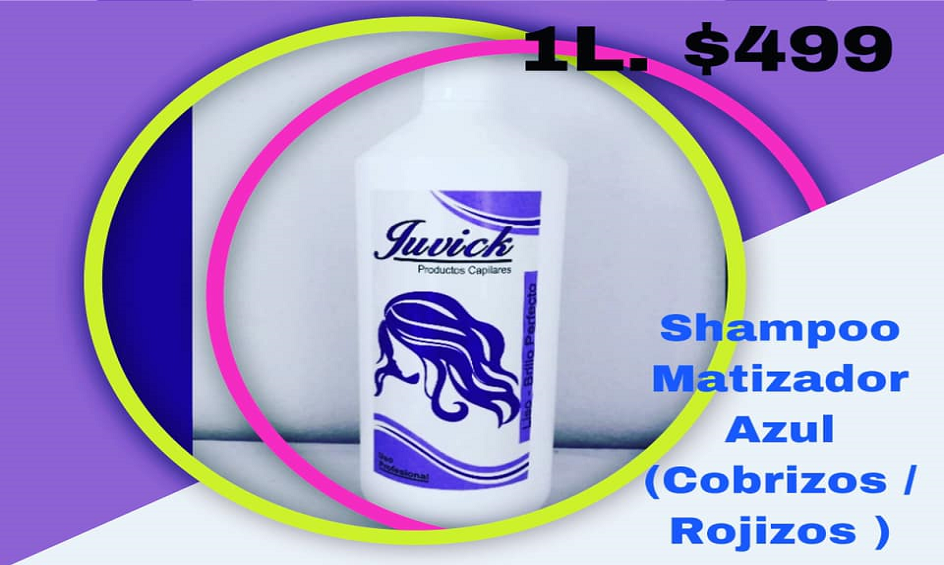 1L. $499
Juvick
Productos Capilares
Liso - Brillo Perfecto
Uso
Profesional
Shampoo
Matizador
Azul
(Cobrizos /
Rojizos )